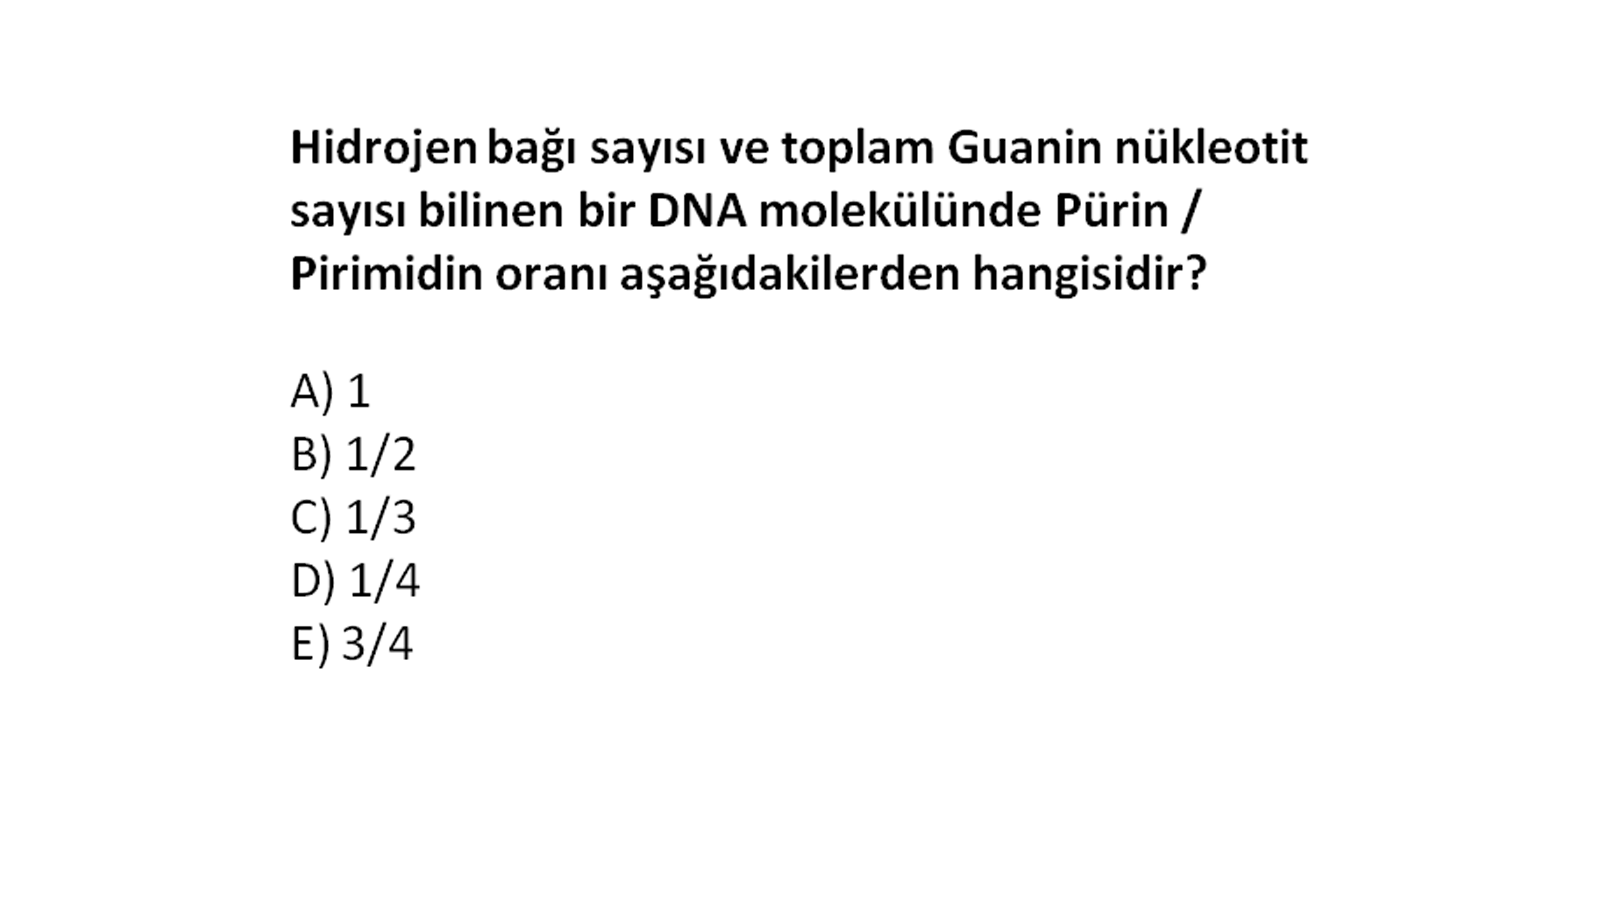 Hidrojen bağı sayısı ve toplam Guanin nükleotit
sayısı bilinen bir DNA molekülünde Pürin /
Pirimidin oranı aşağıdakilerden hangisidir?
A) 1
B) 1/2
C) 1/3
D) 1/4
E) 3/4